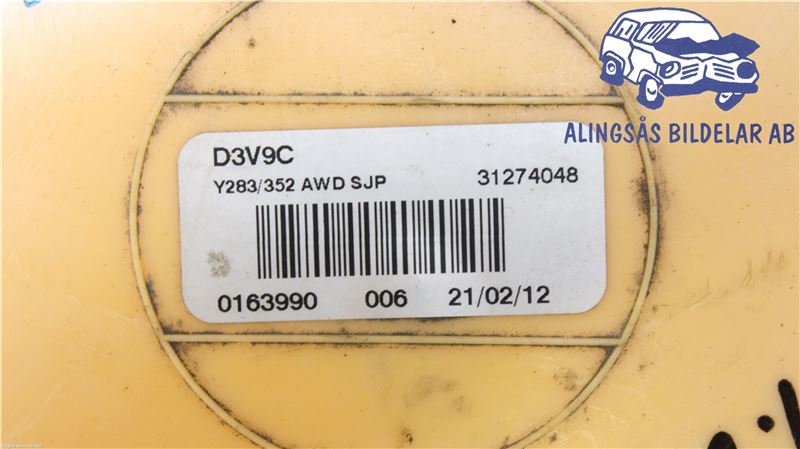 ALINGSÅS BILDELAR AB
D3V9C
Y283/352 AWD SJP 31274048
0163990 006 21/02/12